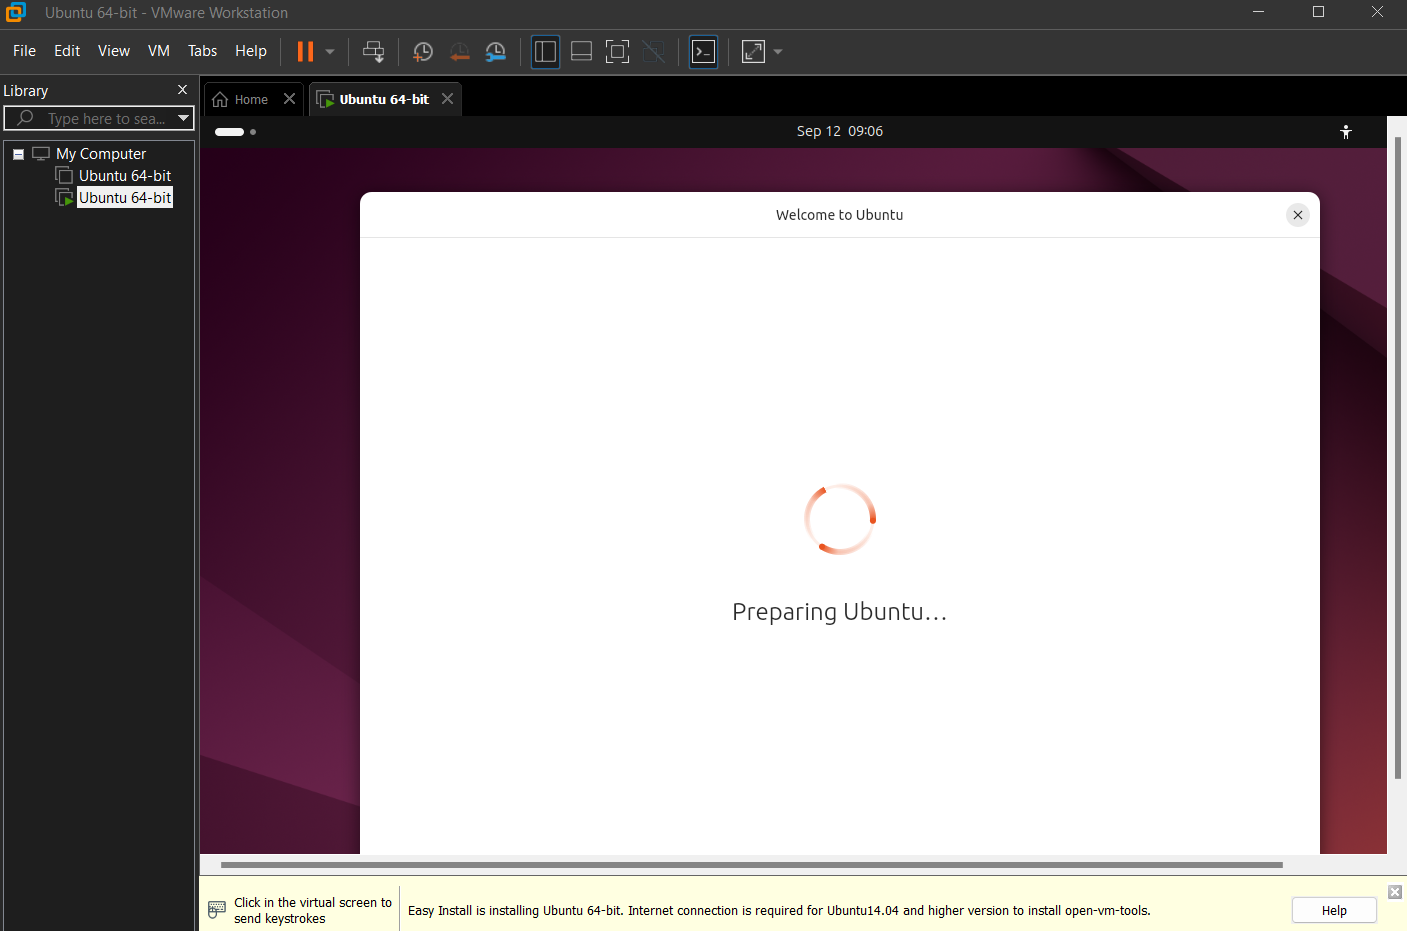 Ubuntu 64-bit - VMware Workstation
File Edit View VM Tabs Help
Library
Type here to sea...
My Computer
Ubuntu 64-bit
Ubuntu 64-bit
Home
Ubuntu 64-bit
Sep 12 09:06
Welcome to Ubuntu
Preparing Ubuntu...
Click in the virtual screen to
send keystrokes
Easy Install is installing Ubuntu 64-bit. Internet connection is required for Ubuntu14.04 and higher version to install open-vm-tools.
Help